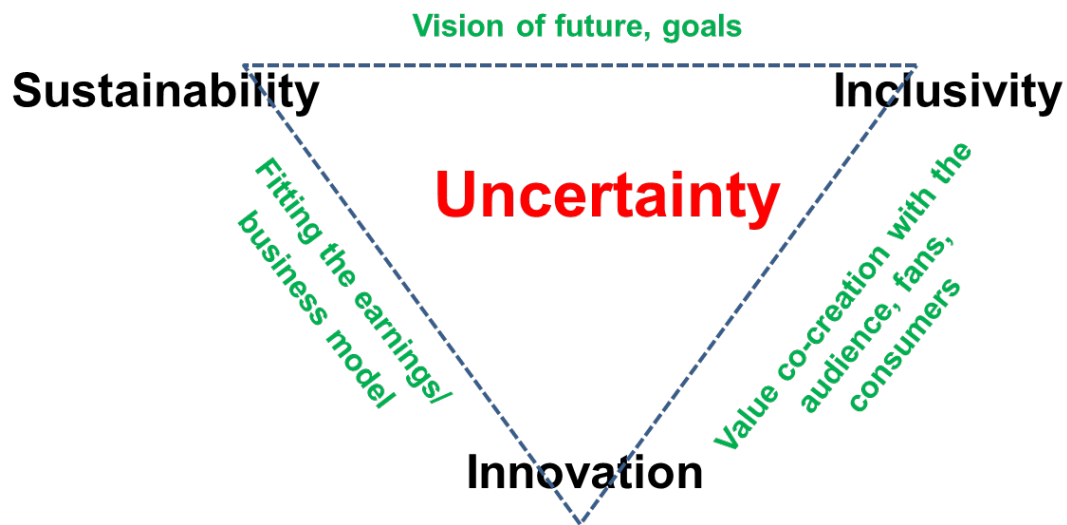 Vision of future, goals
Sustainability
Inclusivity
Uncertainty
Fitting the earnings/
business model
Value co-creation with the
audience, fans,
consumers
Innovation